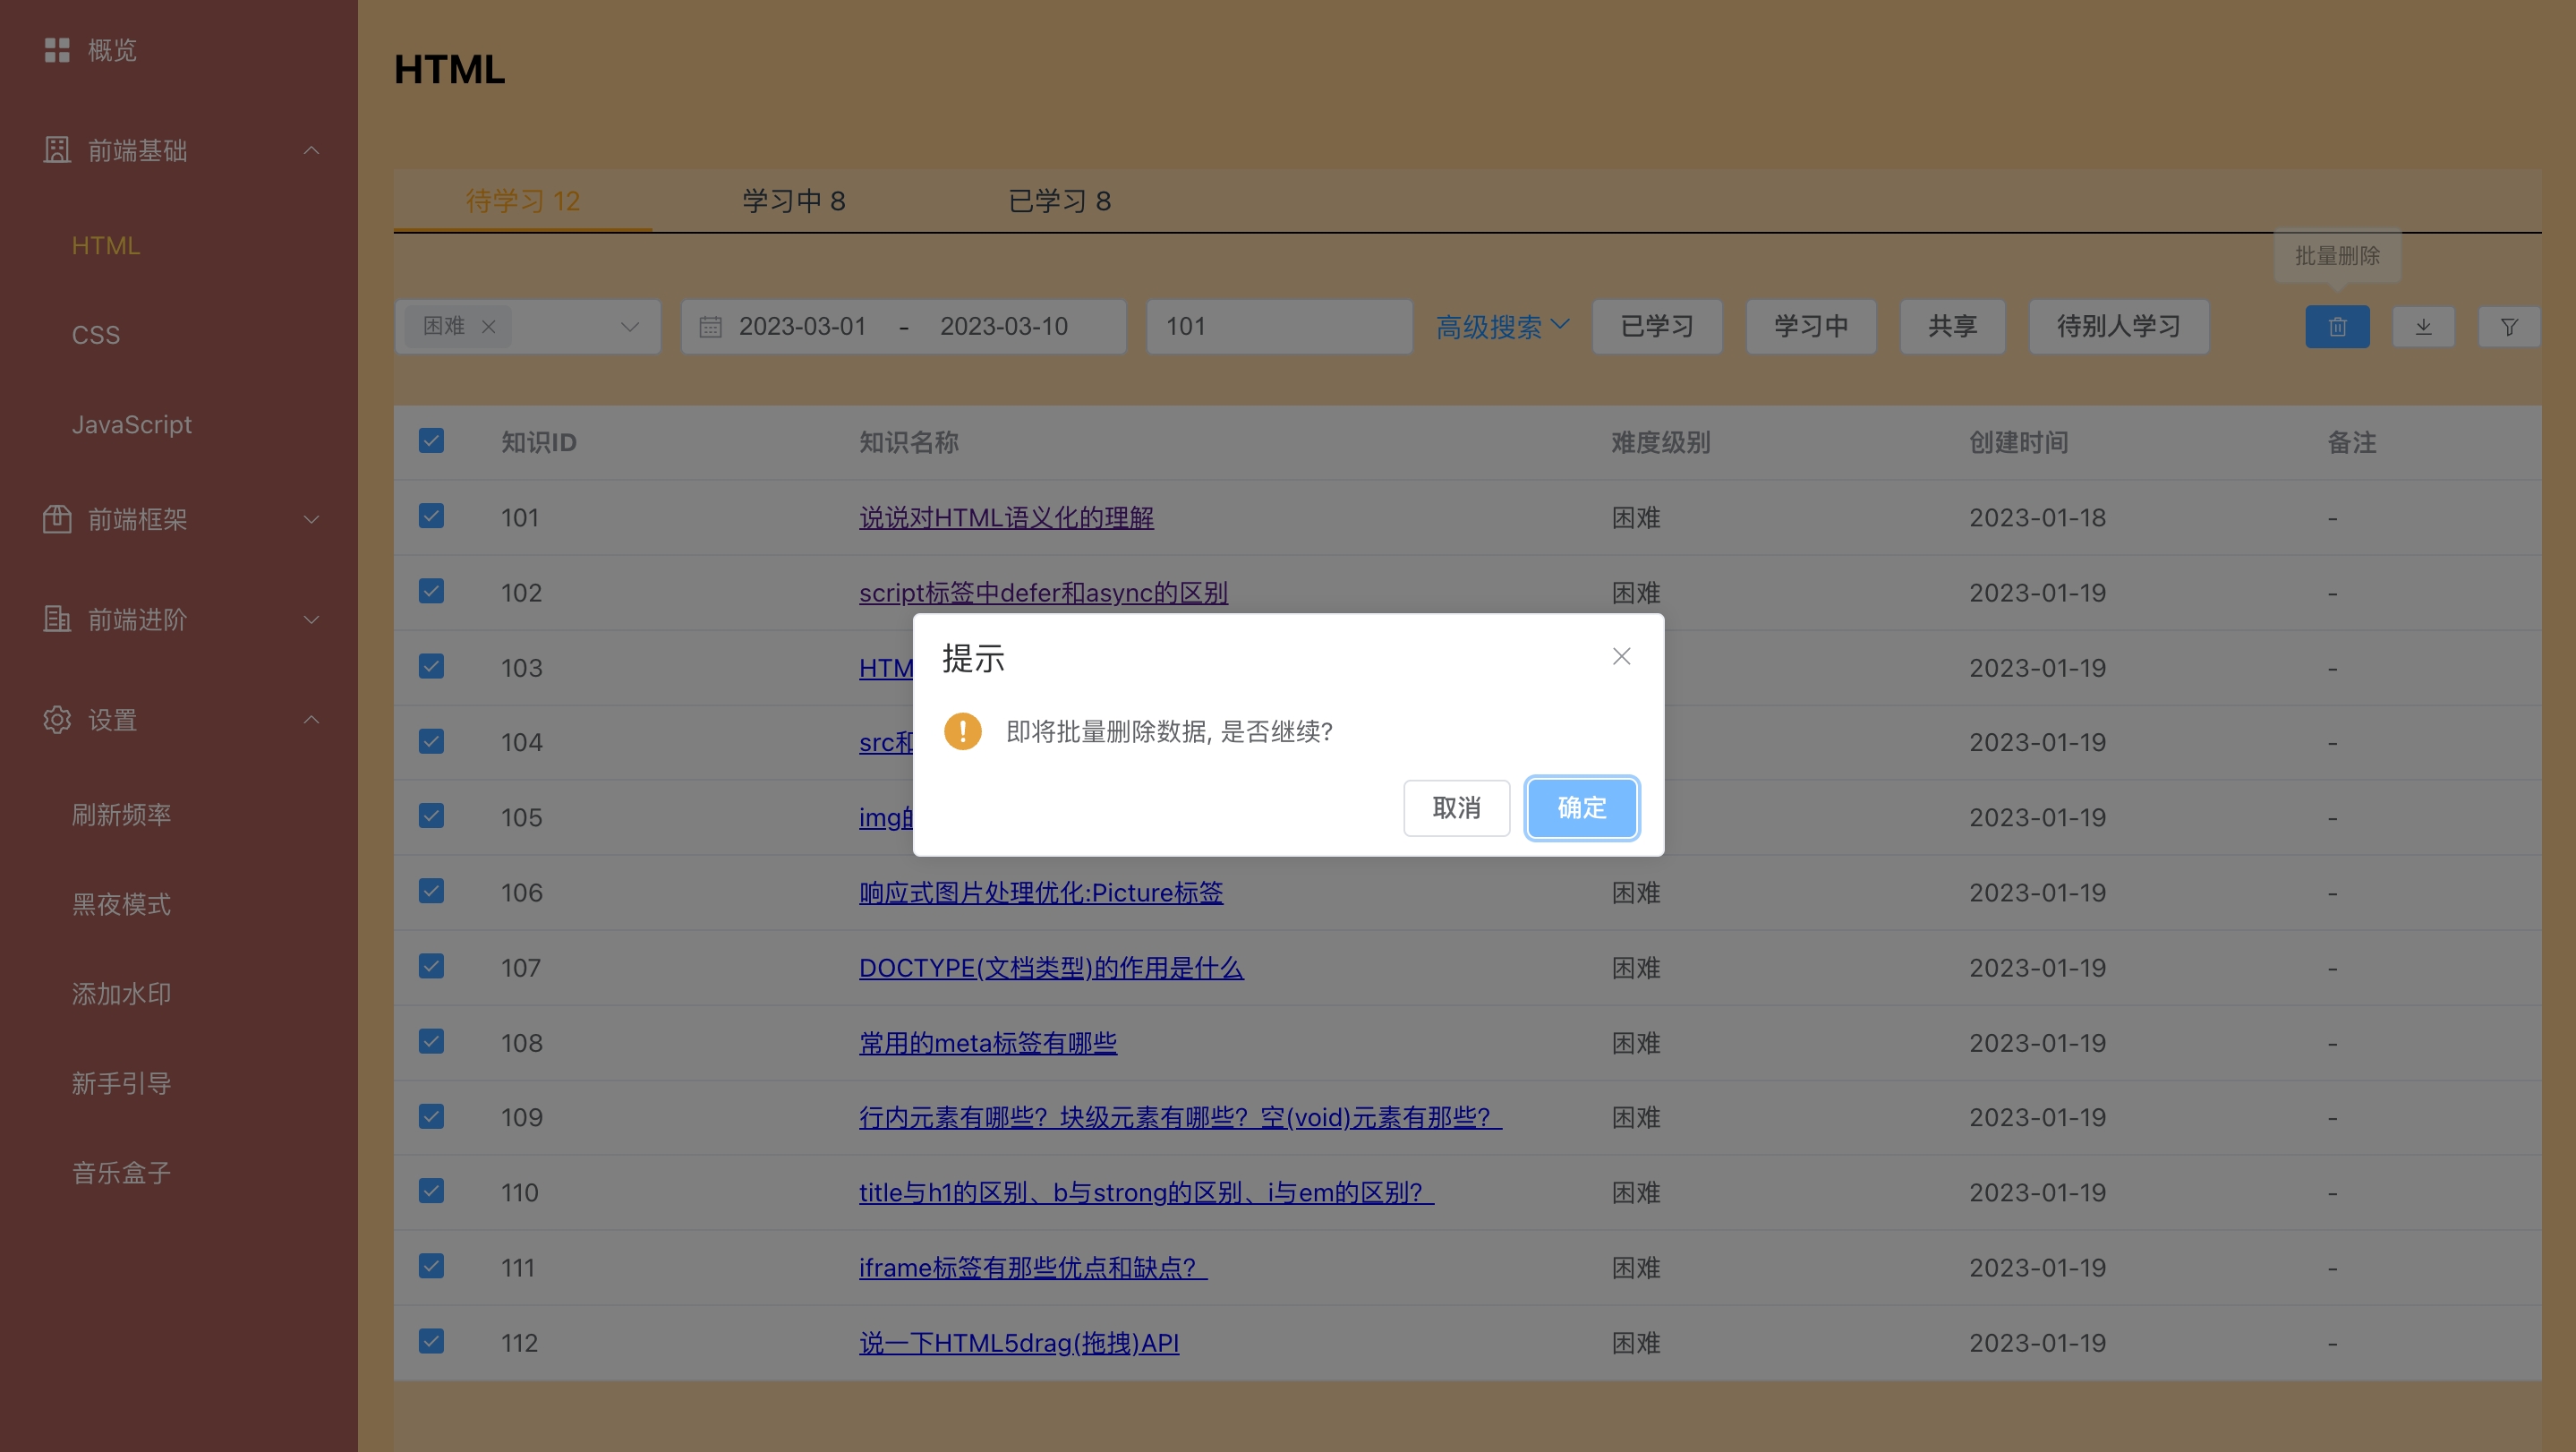 概览
前端基础
HTML
CSS
JavaScript
前端框架
前端进阶
设置
刷新频率
黑夜模式
添加水印
新手引导
音乐盒子
HTML
待学习 12 学习中 8 已学习 8
批量删除
困难 2023-03-01 - 2023-03-10 101 高级搜索 已学习 学习中 共享 待别人学习
知识ID 知识名称 难度级别 创建时间 备注
101 说说对HTML语义化的理解 困难 2023-01-18 -
102 script标签中defer和async的区别 困难 2023-01-19 -
103 2023-01-19 -
104 src和 2023-01-19 -
105 img的 2023-01-19 -
提示
即将批量删除数据, 是否继续?
取消 确定
106 响应式图片处理优化:Picture标签 困难 2023-01-19 -
107 DOCTYPE(文档类型)的作用是什么 困难 2023-01-19 -
108 常用的meta标签有哪些 困难 2023-01-19 -
109 行内元素有哪些？块级元素有哪些？空(void)元素有那些？ 困难 2023-01-19 -
110 title与h1的区别、b与strong的区别、i与em的区别？ 困难 2023-01-19 -
111 iframe标签有那些优点和缺点？ 困难 2023-01-19 -
112 说一下HTML5drag(拖拽)API 困难 2023-01-19 -